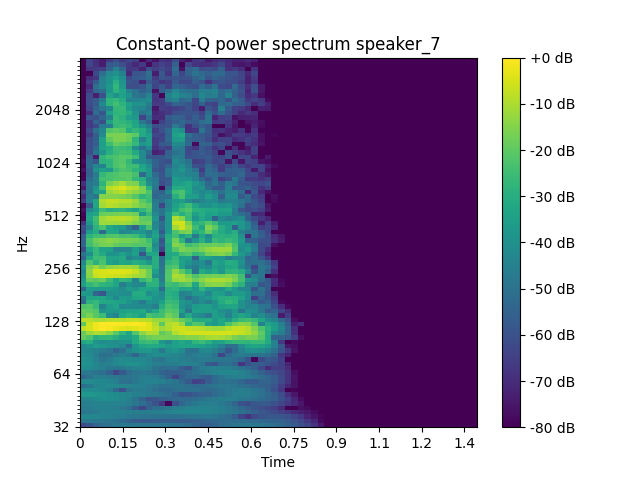 Constant-Q power spectrum speaker_7
+0 dB
2048
-10 dB
1024
-20 dB
512
-30 dB
Hz
-40 dB
256
-50 dB
128
-60 dB
64
-70 dB
32
-80 dB
0 0.15 0.3 0.45 0.6 0.75 0.9 1.1 1.2 1.4
Time